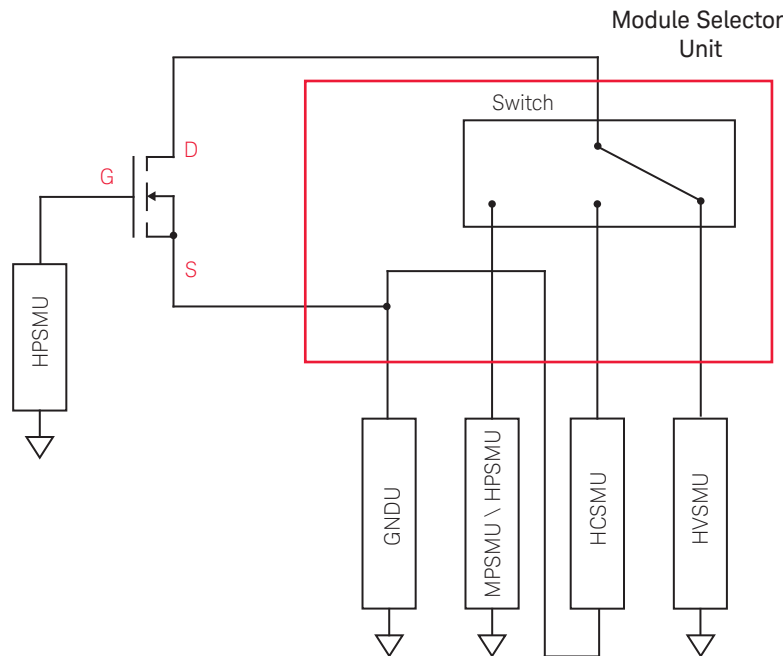 Module Selector
Unit
Switch
D
G
S
HPSMU
GNDU
MPSMU \ HPSMU
HCSMU
HVSMU